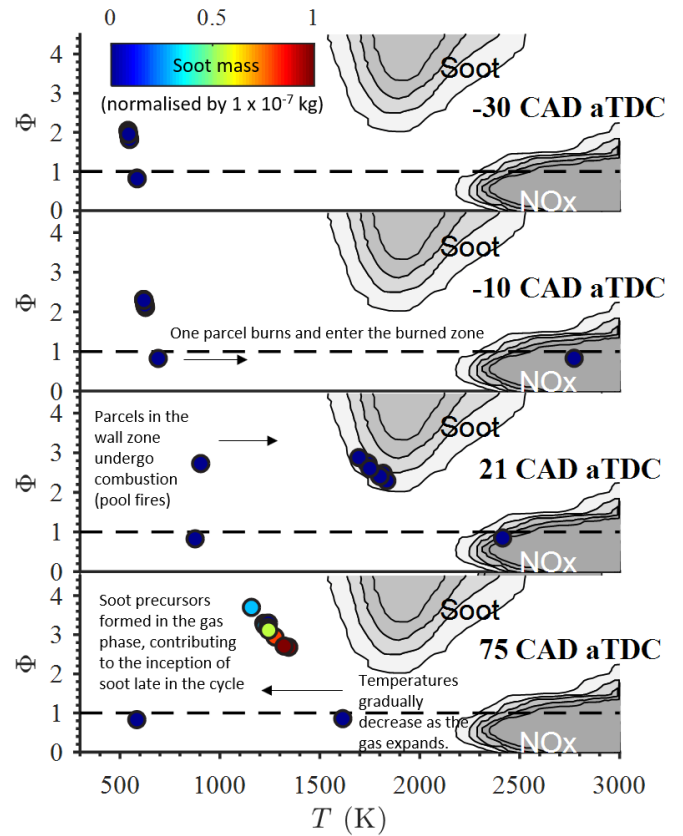 0 0.5 1
Soot mass
(normalised by 1 x 10⁻⁷ kg)
4
3
2
1
0
Φ
Soot
-30 CAD aTDC
NOx
4
3
2
1
0
Φ
Soot
-10 CAD aTDC
One parcel burns and enter the burned zone
NOx
4
3
2
1
0
Φ
Parcels in the
wall zone
undergo
combustion
(pool fires)
Soot
21 CAD aTDC
NOx
4
3
2
1
0
Φ
Soot precursors
formed in the gas
phase, contributing
to the inception of
soot late in the cycle
Soot
75 CAD aTDC
Temperatures
gradually
decrease as the
gas expands.
NOx
500 1000 1500 2000 2500 3000
T (K)